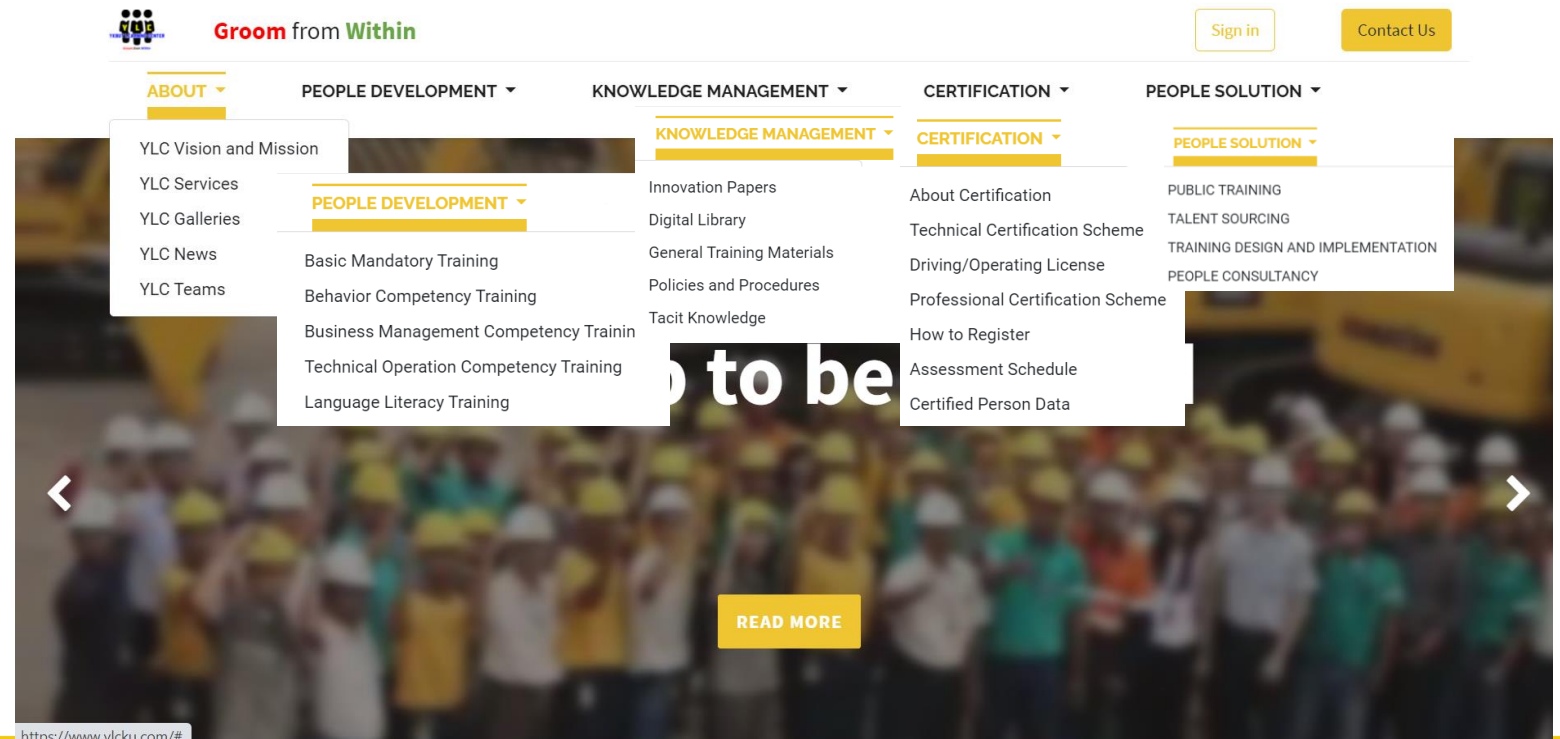 YLC
Groom from Within
Sign in
Contact Us
ABOUT
PEOPLE DEVELOPMENT
KNOWLEDGE MANAGEMENT
CERTIFICATION
PEOPLE SOLUTION
YLC Vision and Mission
YLC Services
YLC Galleries
YLC News
YLC Teams
PEOPLE DEVELOPMENT
Basic Mandatory Training
Behavior Competency Training
Business Management Competency Trainin
Technical Operation Competency Training
Language Literacy Training
KNOWLEDGE MANAGEMENT
Innovation Papers
Digital Library
General Training Materials
Policies and Procedures
Tacit Knowledge
CERTIFICATION
About Certification
Technical Certification Scheme
Driving/Operating License
Professional Certification Scheme
How to Register
Assessment Schedule
Certified Person Data
PEOPLE SOLUTION
PUBLIC TRAINING
TALENT SOURCING
TRAINING DESIGN AND IMPLEMENTATION
PEOPLE CONSULTANCY
to be
READ MORE
https://www.ylcku.com/#